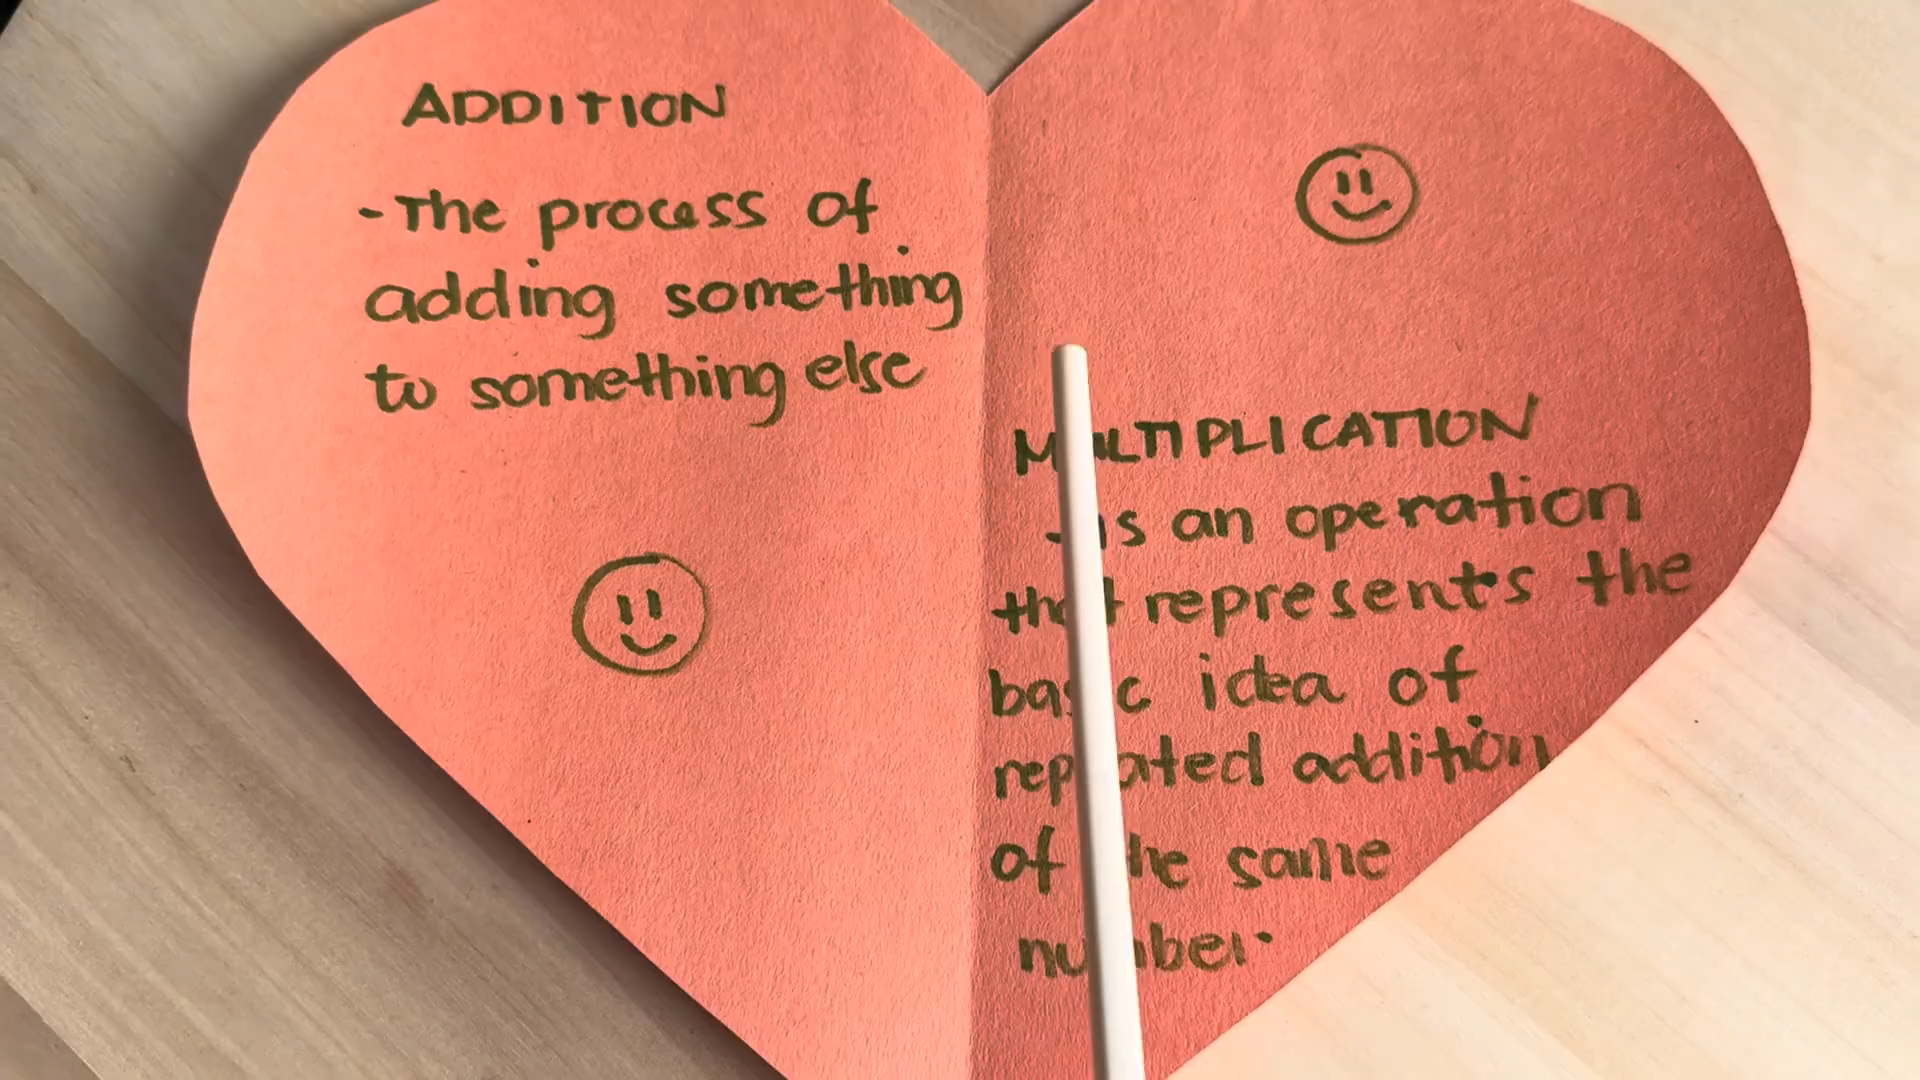 ADDITION
- The process of
adding something
to something else
MULTIPLICATION
- is an operation
that represents the
basic idea of
repeated addition
of the same
number.